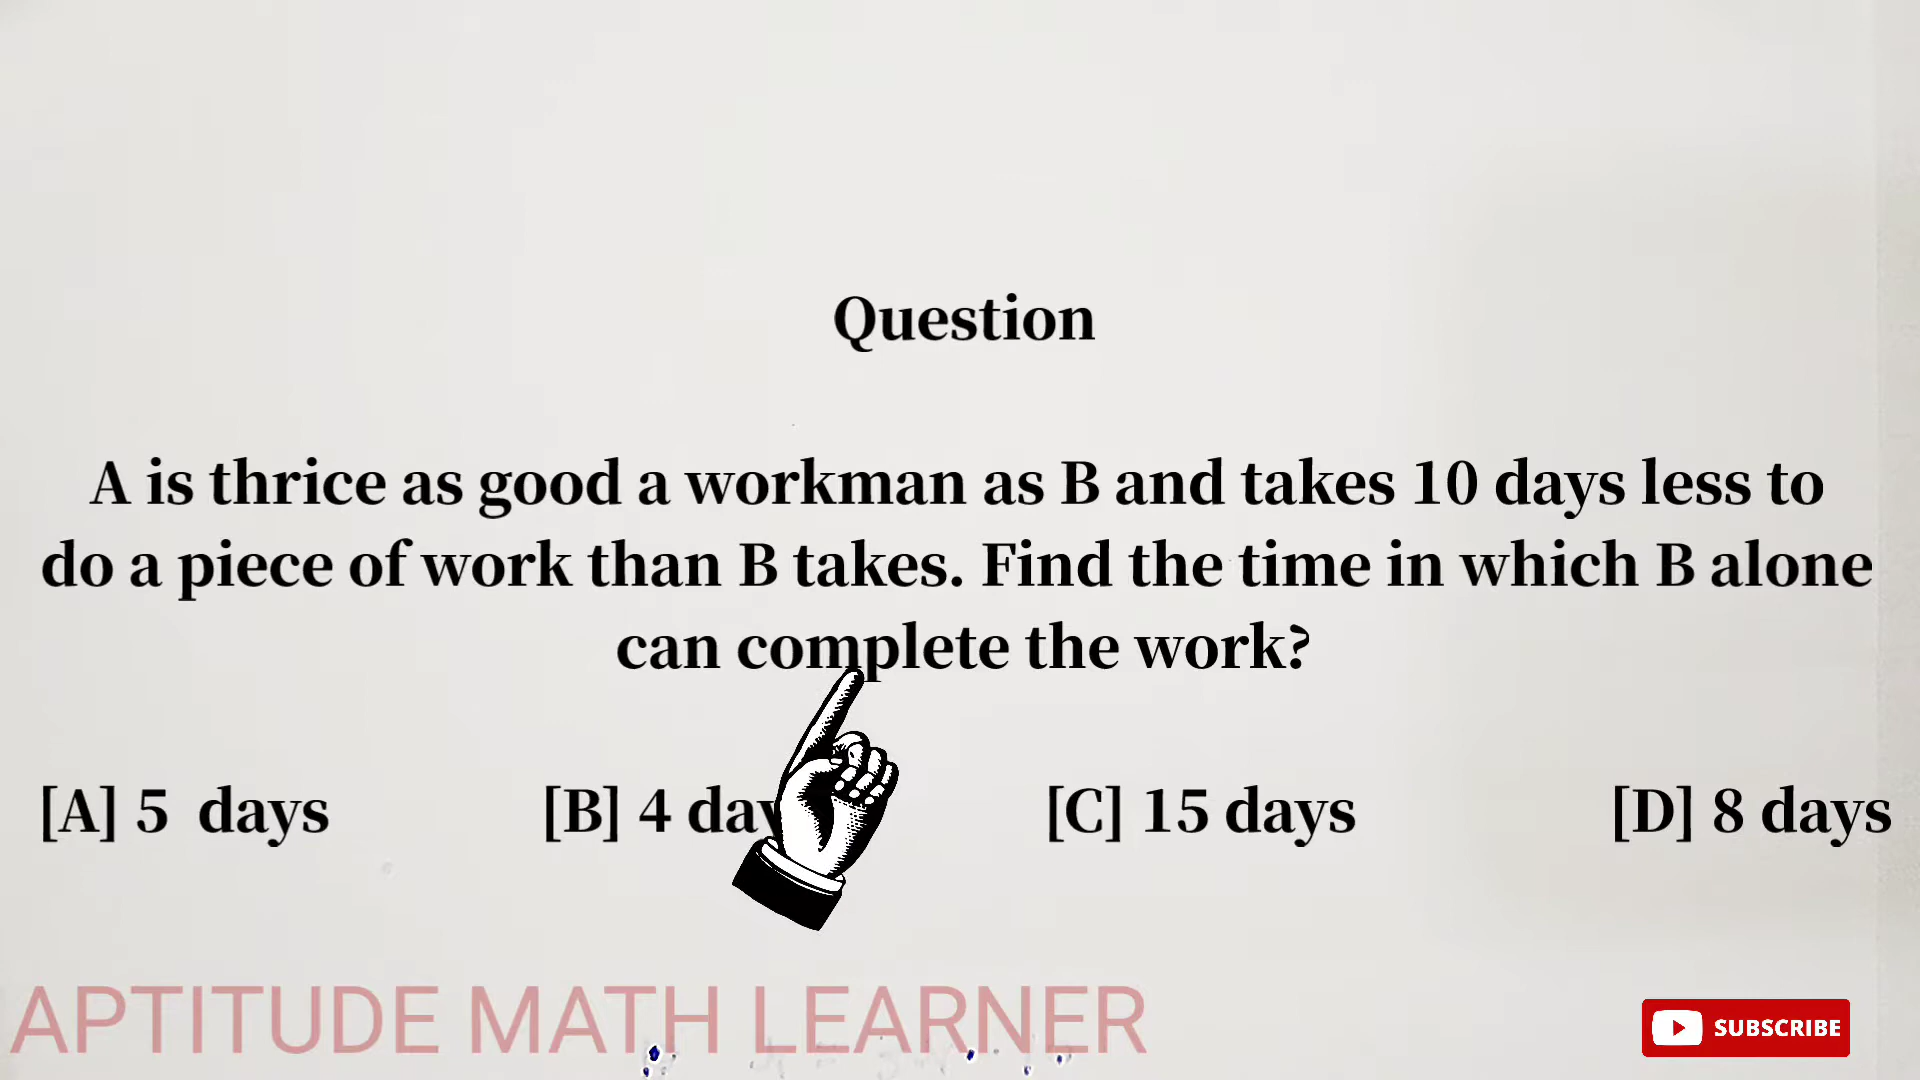 Question
A is thrice as good a workman as B and takes 10 days less to
do a piece of work than B takes. Find the time in which B alone
can complete the work?
[A] 5 days [B] 4 day [C] 15 days [D] 8 days
APTITUDE MATH LEARNER
SUBSCRIBE